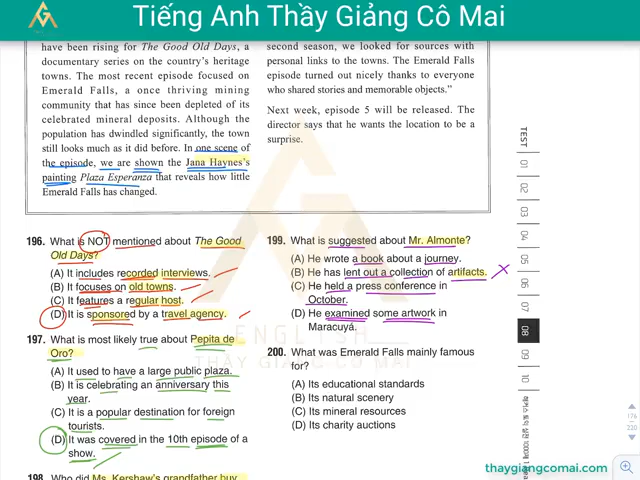 Tiếng Anh Thầy Giảng Cô Mai
have been rising for The Good Old Days, a
documentary series on the country's heritage
towns. The most recent episode focused on
Emerald Falls, a once thriving mining
community that has since been depleted of its
celebrated mineral deposits. Although the
population has dwindled significantly, the town
still looks much as it did before. In one scene of
the episode, we are shown the Jana Haynes's
painting Plaza Esperanza that reveals how little
Emerald Falls has changed.
second season, we looked for sources with
personal links to the towns. The Emerald Falls
episode turned out nicely thanks to everyone
who shared stories and memorable objects."
Next week, episode 5 will be released. The
director says that he wants the location to be a
surprise.
196. What is NOT mentioned about The Good
Old Days?
(A) It includes recorded interviews.
(B) It focuses on old towns.
(C) It features a regular host.
(D) It is sponsored by a travel agency.
197. What is most likely true about Pepita de
Oro?
(A) It used to have a large public plaza.
(B) It is celebrating an anniversary this
year.
(C) It is a popular destination for foreign
tourists.
(D) It was covered in the 10th episode of a
show.
198. Who did Ms. Kershaw's grandfather buy
199. What is suggested about Mr. Almonte?
(A) He wrote a book about a journey.
(B) He has lent out a collection of artifacts.
(C) He held a press conference in
October.
(D) He examined some artwork in
Maracuyá.
200. What was Emerald Falls mainly famous
for?
(A) Its educational standards
(B) Its natural scenery
(C) Its mineral resources
(D) Its charity auctions
TEST
01
02
03
04
05
06
07
08
09
10
ENGLISH
THẦY GIẢNG CÔ MAI
176
220
thaygiangcomai.com